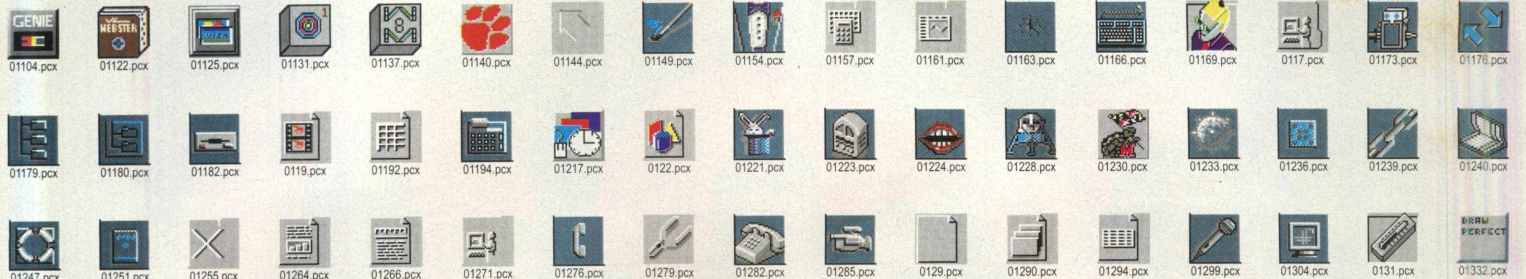 GENIE
WEBSTER
1
8
01104.pcx 01122.pcx 01125.pcx 01131.pcx 01137.pcx 01140.pcx 01144.pcx 01149.pcx 01154.pcx 01157.pcx 01161.pcx 01163.pcx 01166.pcx 01169.pcx 0117.pcx 01173.pcx 01176.pcx
M
01179.pcx 01180.pcx 01182.pcx 0119.pcx 01192.pcx 01194.pcx 01217.pcx 0122.pcx 01221.pcx 01223.pcx 01224.pcx 01228.pcx 01230.pcx 01233.pcx 01236.pcx 01239.pcx 01240.pcx
DRAW
PERFECT
01247.pcx 01251.pcx 01255.pcx 01264.pcx 01266.pcx 01271.pcx 01276.pcx 01279.pcx 01282.pcx 01285.pcx 0129.pcx 01290.pcx 01294.pcx 01299.pcx 01304.pcx 0131.pcx 01332.pcx